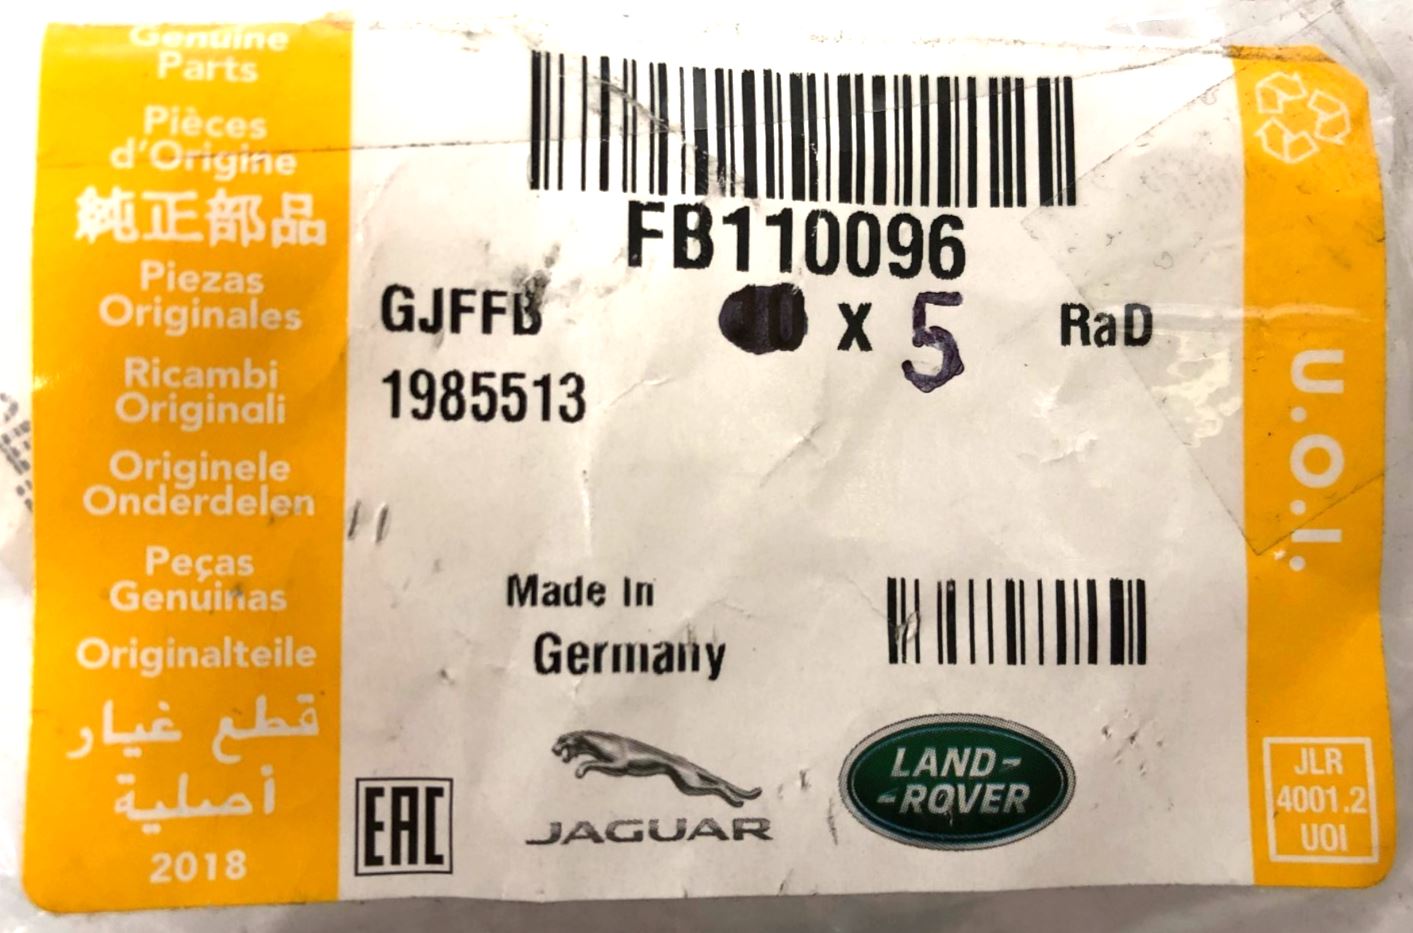 Genuine
Parts
Pièces
d'Origine
純正部品
Piezas
Originales
Ricambi
Originali
Originele
Onderdelen
Peças
Genuinas
Originalteile
قطع غيار
أصلية
2018
FB110096
GJFFB
X 5
RaD
1985513
Made In
Germany
EAC
JAGUAR
LAND-
-ROVER
U.O.I.
JLR
4001.2
UOI